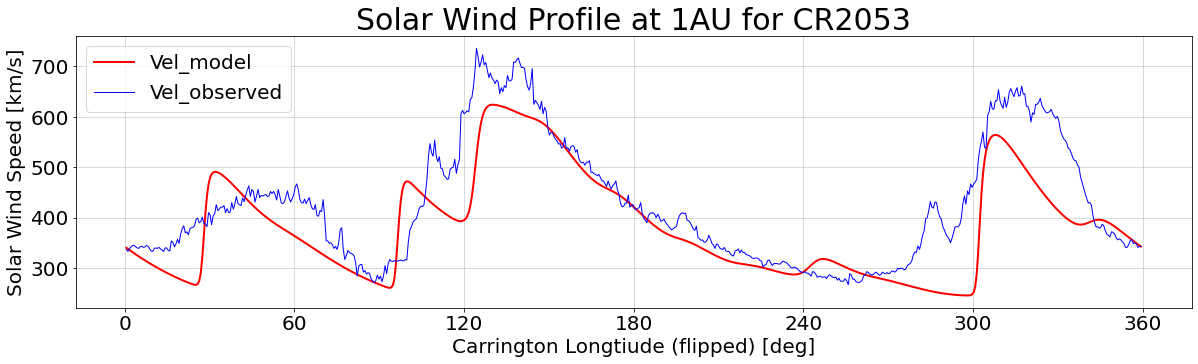 Solar Wind Profile at 1AU for CR2053
Vel_model
Vel_observed
Solar Wind Speed [km/s]
700
600
500
400
300
0 60 120 180 240 300 360
Carrington Longtiude (flipped) [deg]